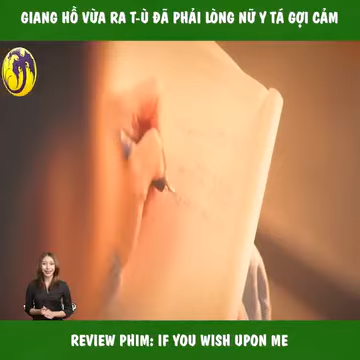 GIANG HỒ VỪA RA T-Ù ĐÃ PHẢI LÒNG NỮ Y TÁ GỢI CẢM
REVIEW PHIM: IF YOU WISH UPON ME